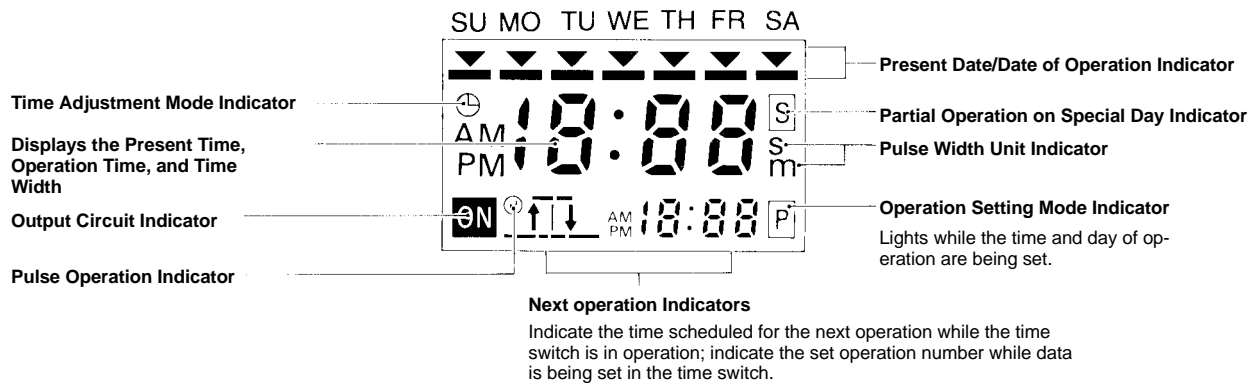 SU MO TU WE TH FR SA
Present Date/Date of Operation Indicator
Time Adjustment Mode Indicator
Displays the Present Time,
Operation Time, and Time
Width
Output Circuit Indicator
Pulse Operation Indicator
AM
PM
18:88
S
s
m
ON
AM
PM
18:88
P
Partial Operation on Special Day Indicator
Pulse Width Unit Indicator
Operation Setting Mode Indicator
Lights while the time and day of op-
eration are being set.
Next operation Indicators
Indicate the time scheduled for the next operation while the time
switch is in operation; indicate the set operation number while data
is being set in the time switch.